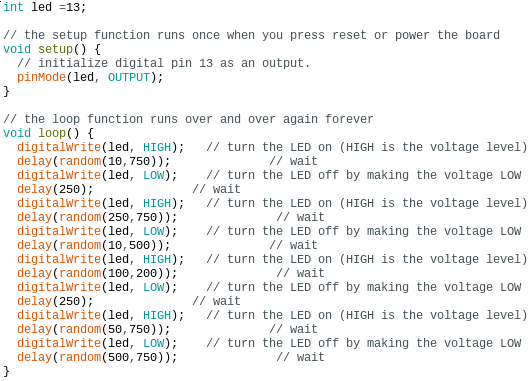 int led =13;

// the setup function runs once when you press reset or power the board
void setup() {
  // initialize digital pin 13 as an output.
  pinMode(led, OUTPUT);
}

// the loop function runs over and over again forever
void loop() {
  digitalWrite(led, HIGH);   // turn the LED on (HIGH is the voltage level)
  delay(random(10,750));              // wait
  digitalWrite(led, LOW);    // turn the LED off by making the voltage LOW
  delay(250);              // wait
  digitalWrite(led, HIGH);   // turn the LED on (HIGH is the voltage level)
  delay(random(250,750));              // wait
  digitalWrite(led, LOW);    // turn the LED off by making the voltage LOW
  delay(random(10,500));              // wait
  digitalWrite(led, HIGH);   // turn the LED on (HIGH is the voltage level)
  delay(random(100,200));              // wait
  digitalWrite(led, LOW);    // turn the LED off by making the voltage LOW
  delay(250);              // wait
  digitalWrite(led, HIGH);   // turn the LED on (HIGH is the voltage level)
  delay(random(50,750));              // wait
  digitalWrite(led, LOW);    // turn the LED off by making the voltage LOW
  delay(random(500,750));              // wait
}